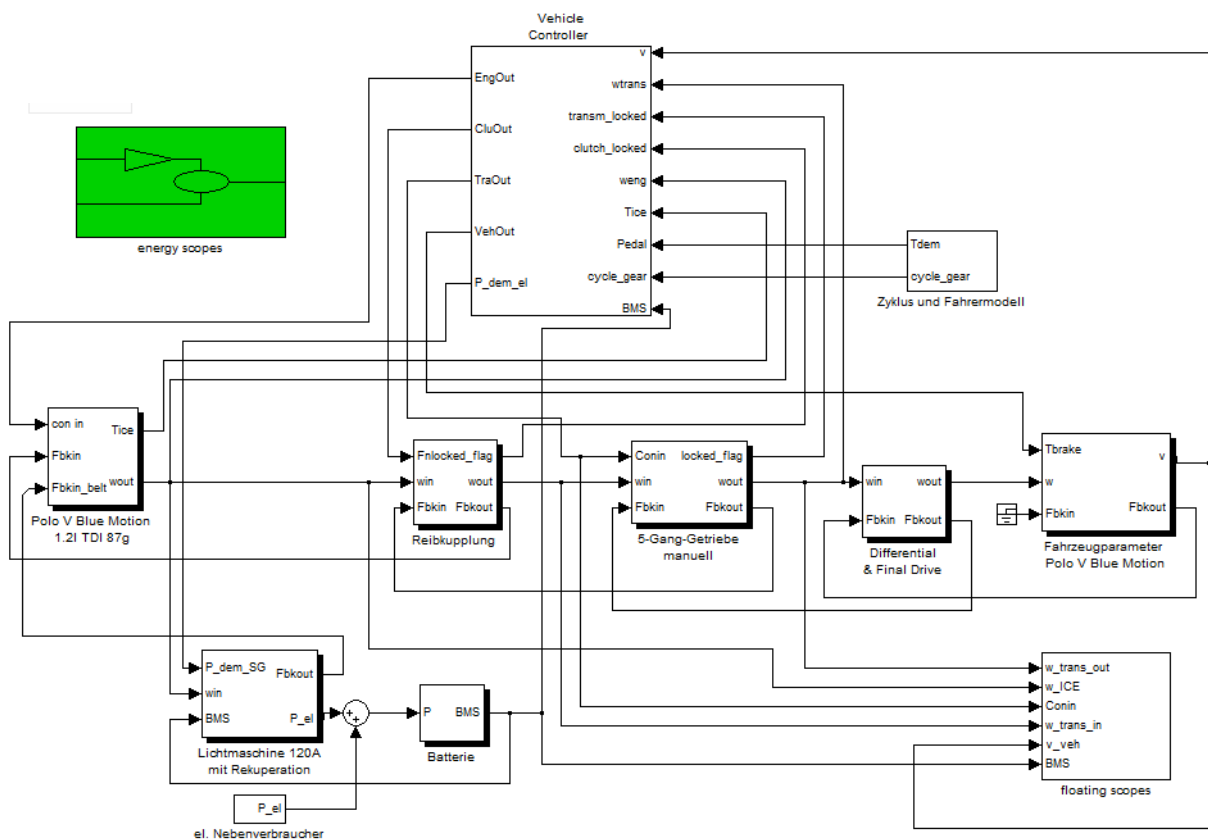 Vehicle
Controller
EngOut
CluOut
TraOut
VehOut
P_dem_el
v
wtrans
transm_locked
clutch_locked
weng
Tice
Pedal
cycle_gear
BMS
energy scopes
Tdem
cycle_gear
Zyklus und Fahrermodell
con in
Fbkin
Fbkin_belt
Tice
wout
Polo V Blue Motion
1.2l TDI 87g
Fnlocked_flag
win
wout
Fbkin
Fbkout
Reibkupplung
Conin
locked_flag
win
wout
Fbkin
Fbkout
5-Gang-Getriebe
manuell
win
wout
Fbkin
Fbkout
Differential
& Final Drive
Tbrake
v
w
Fbkin
Fbkout
Fahrzeugparameter
Polo V Blue Motion
P_dem_SG
Fbkout
win
BMS
P_el
Lichtmaschine 120A
mit Rekuperation
P
BMS
Batterie
P_el
el. Nebenverbraucher
w_trans_out
w_ICE
Conin
w_trans_in
v_veh
BMS
floating scopes